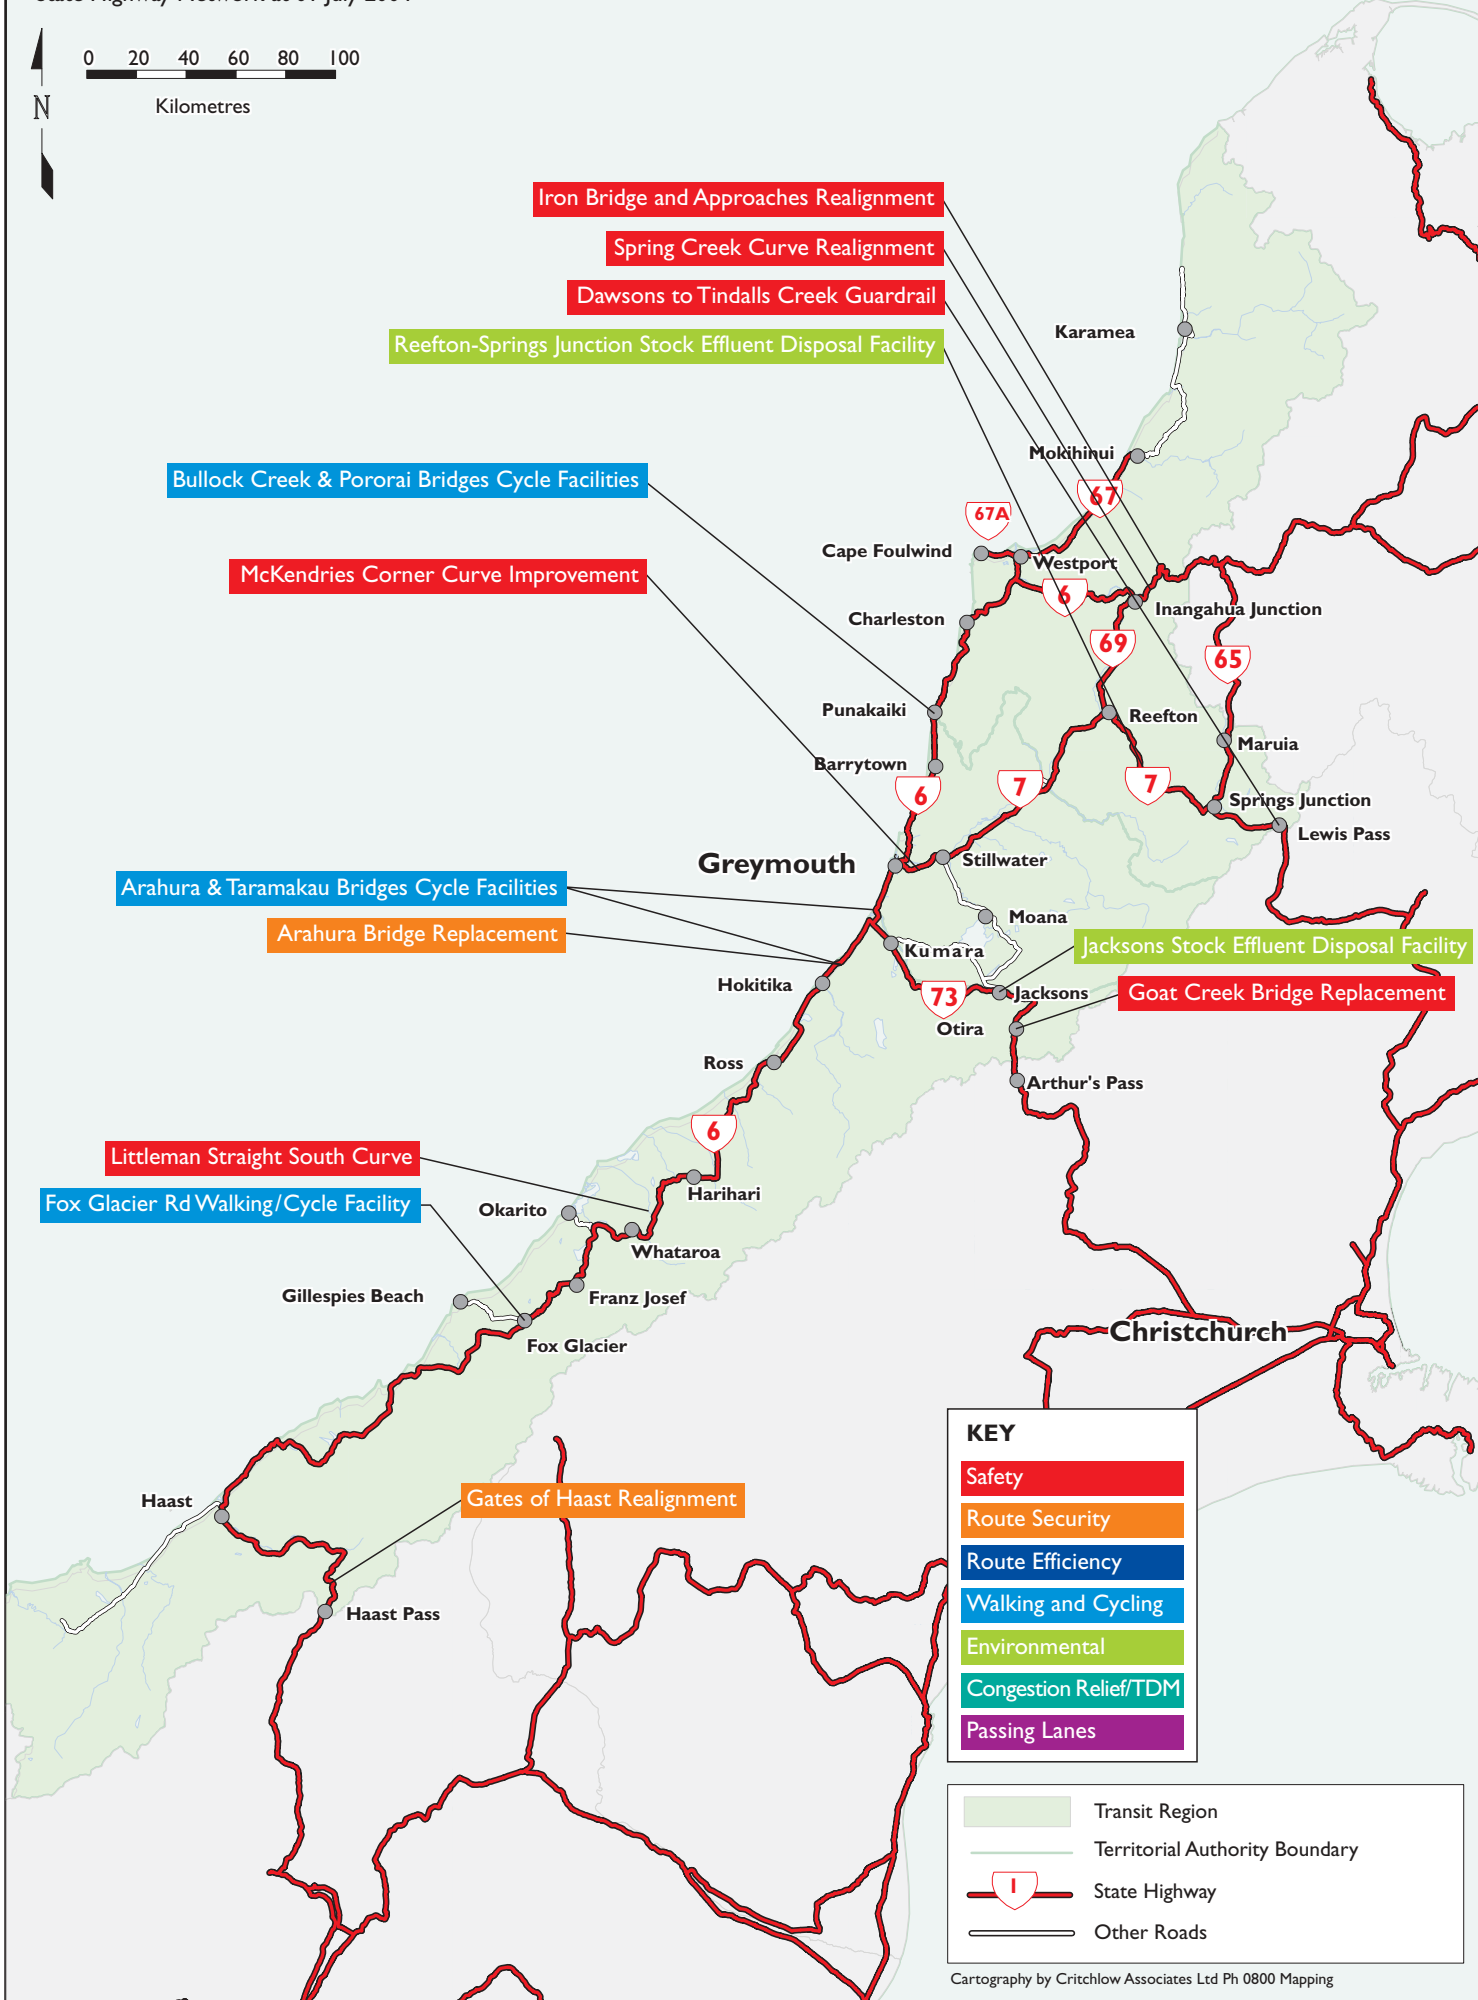 0 20 40 60 80 100
Kilometres
N
Iron Bridge and Approaches Realignment
Spring Creek Curve Realignment
Dawsons to Tindalls Creek Guardrail
Reefton-Springs Junction Stock Effluent Disposal Facility
Karamea
Mokihinui
Bullock Creek & Pororai Bridges Cycle Facilities
67
67A
Cape Foulwind
Westport
McKendries Corner Curve Improvement
6
Inangahua Junction
Charleston
69
65
Punakaiki
Reefton
Maruia
Barrytown
6
7
7
Springs Junction
Lewis Pass
Greymouth
Stillwater
Arahura & Taramakau Bridges Cycle Facilities
Moana
Arahura Bridge Replacement
Kumara
Jacksons Stock Effluent Disposal Facility
Hokitika
73
Jacksons
Goat Creek Bridge Replacement
Otira
Ross
Arthur's Pass
6
Littleman Straight South Curve
Harihari
Fox Glacier Rd Walking/Cycle Facility
Okarito
Whataroa
Gillespies Beach
Franz Josef
Fox Glacier
Christchurch
KEY
Safety
Haast
Gates of Haast Realignment
Route Security
Route Efficiency
Walking and Cycling
Haast Pass
Environmental
Congestion Relief/TDM
Passing Lanes
Transit Region
Territorial Authority Boundary
1
State Highway
Other Roads
Cartography by Critchlow Associates Ltd Ph 0800 Mapping